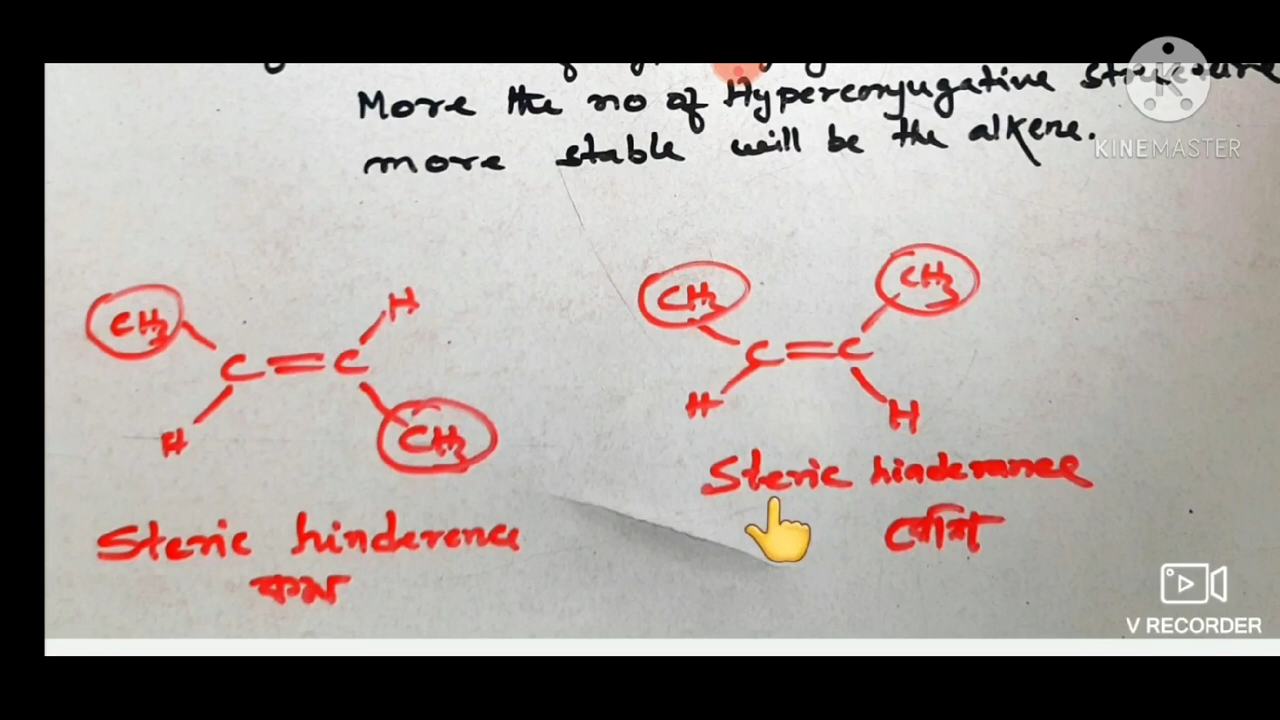 More the no of Hyperconjugative structure
more stable will be the alkene.
KINEMASTER
CH3 H
C=C
H CH3
CH3 CH3
C=C
H H
Steric hinderance
বেশি
Steric hinderence
কম
V RECORDER